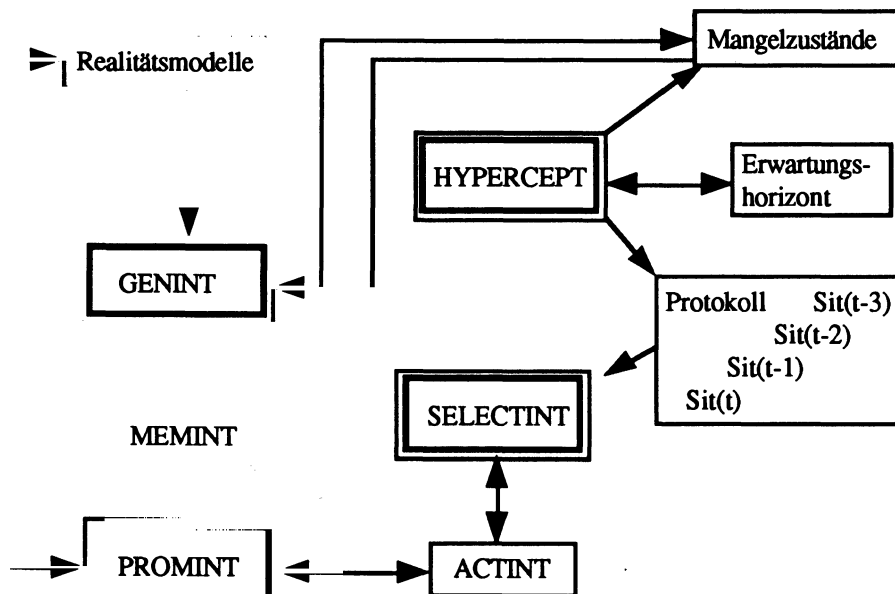 Mangelzustände
Realitätsmodelle
HYPERCEPT
Erwartungs-
horizont
GENINT
Protokoll Sit(t-3)
Sit(t-2)
Sit(t-1)
Sit(t)
SELECTINT
MEMINT
PROMINT
ACTINT